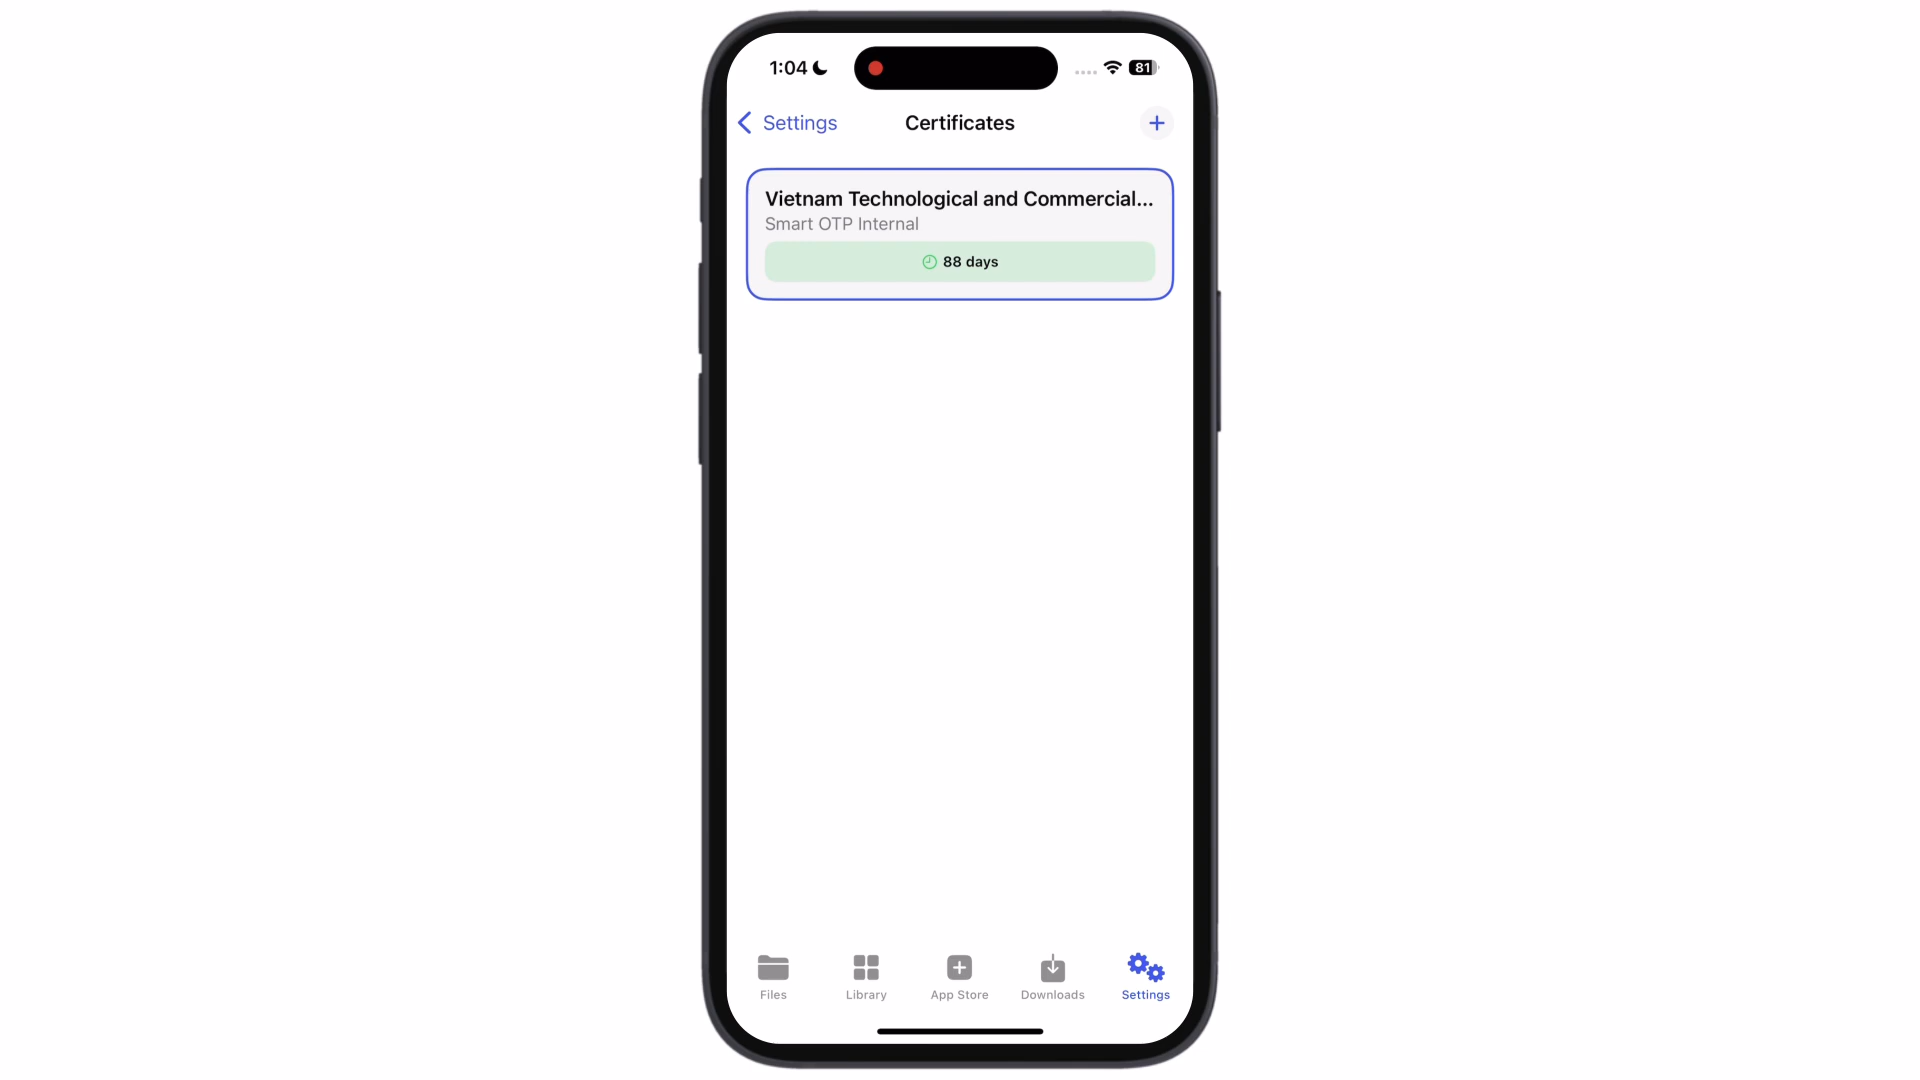 1:04
81
Settings
Certificates
Vietnam Technological and Commercial...
Smart OTP Internal
88 days
Files
Library
App Store
Downloads
Settings